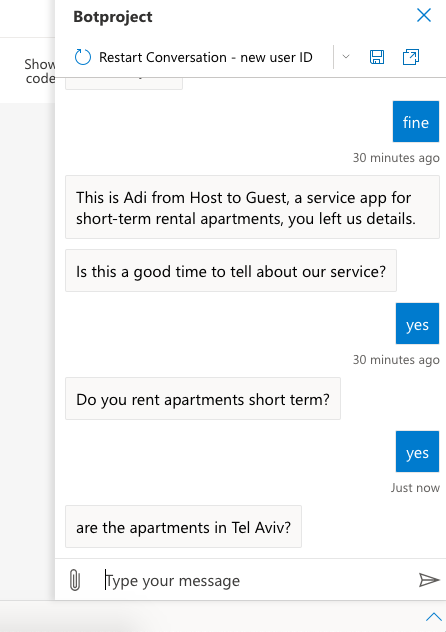 Botproject
Show
code
Restart Conversation - new user ID
fine
30 minutes ago
This is Adi from Host to Guest, a service app for
short-term rental apartments, you left us details.
Is this a good time to tell about our service?
yes
30 minutes ago
Do you rent apartments short term?
yes
Just now
are the apartments in Tel Aviv?
Type your message